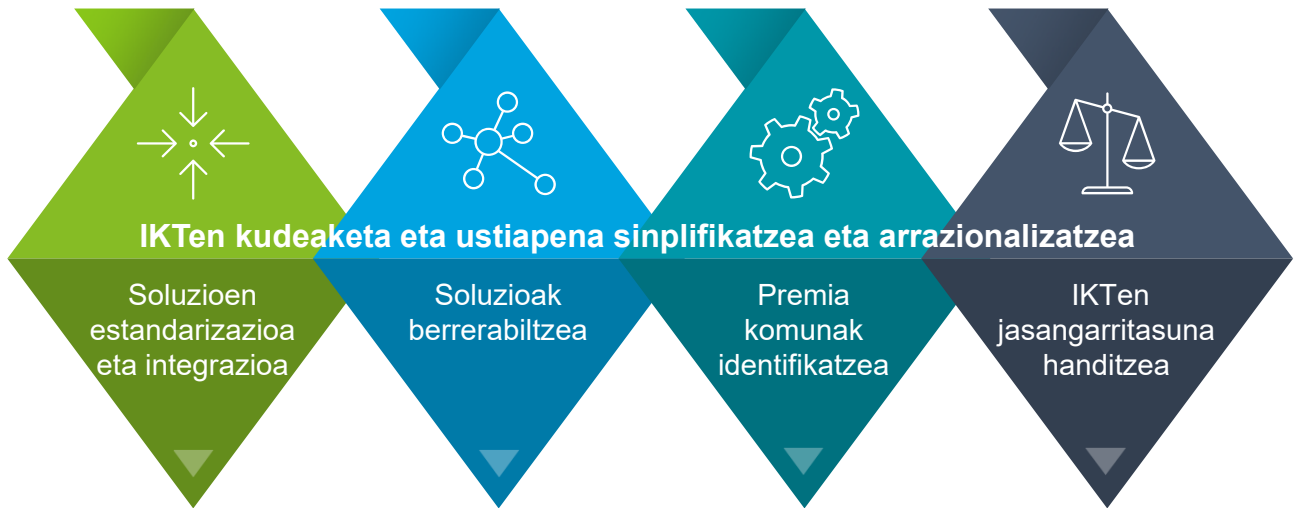 IKTen kudeaketa eta ustiapena sinplifikatzea eta arrazionalizatzea
Soluzioen
estandarizazioa
eta integrazioa
Soluzioak
berrerabiltzea
Premia
komunak
identifikatzea
IKTen
jasangarritasuna
handitzea